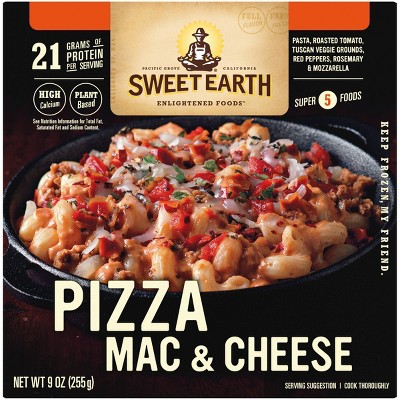 21 GRAMS OF
PROTEIN
PER SERVING
HIGH
Calcium
PLANT
Based
See Nutrition Information for Total Fat,
Saturated Fat and Sodium Content.
PACIFIC GROVE CALIFORNIA
SWEET EARTH
ENLIGHTENED FOODS™
PASTA, ROASTED TOMATO,
TUSCAN VEGGIE GROUNDS,
RED PEPPERS, ROSEMARY
& MOZZARELLA
SUPER 5 FOODS
KEEP FROZEN, MY FRIEND.
PIZZA
MAC & CHEESE
NET WT 9 OZ (255g)
SERVING SUGGESTION | COOK THOROUGHLY